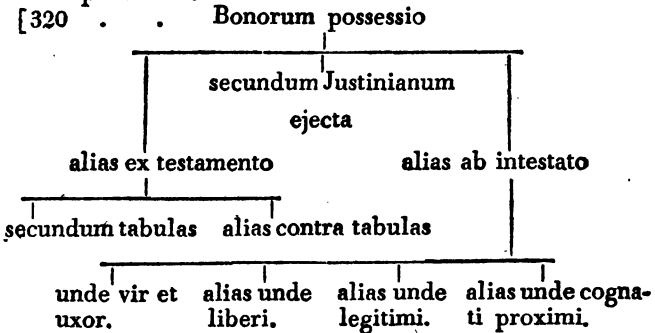 [320 . . Bonorum possessio
secundum Justinianum
ejecta
alias ex testamento alias ab intestato
secundum tabulas alias contra tabulas
unde vir et alias unde alias unde alias unde cogna-
uxor. liberi. legitimi. ti proximi.